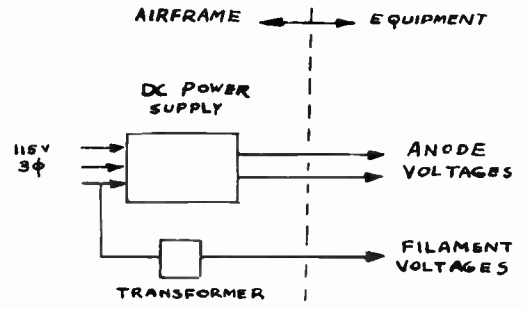 AIRFRAME
EQUIPMENT
DC POWER
SUPPLY
115V
3φ
ANODE
VOLTAGES
FILAMENT
VOLTAGES
TRANSFORMER